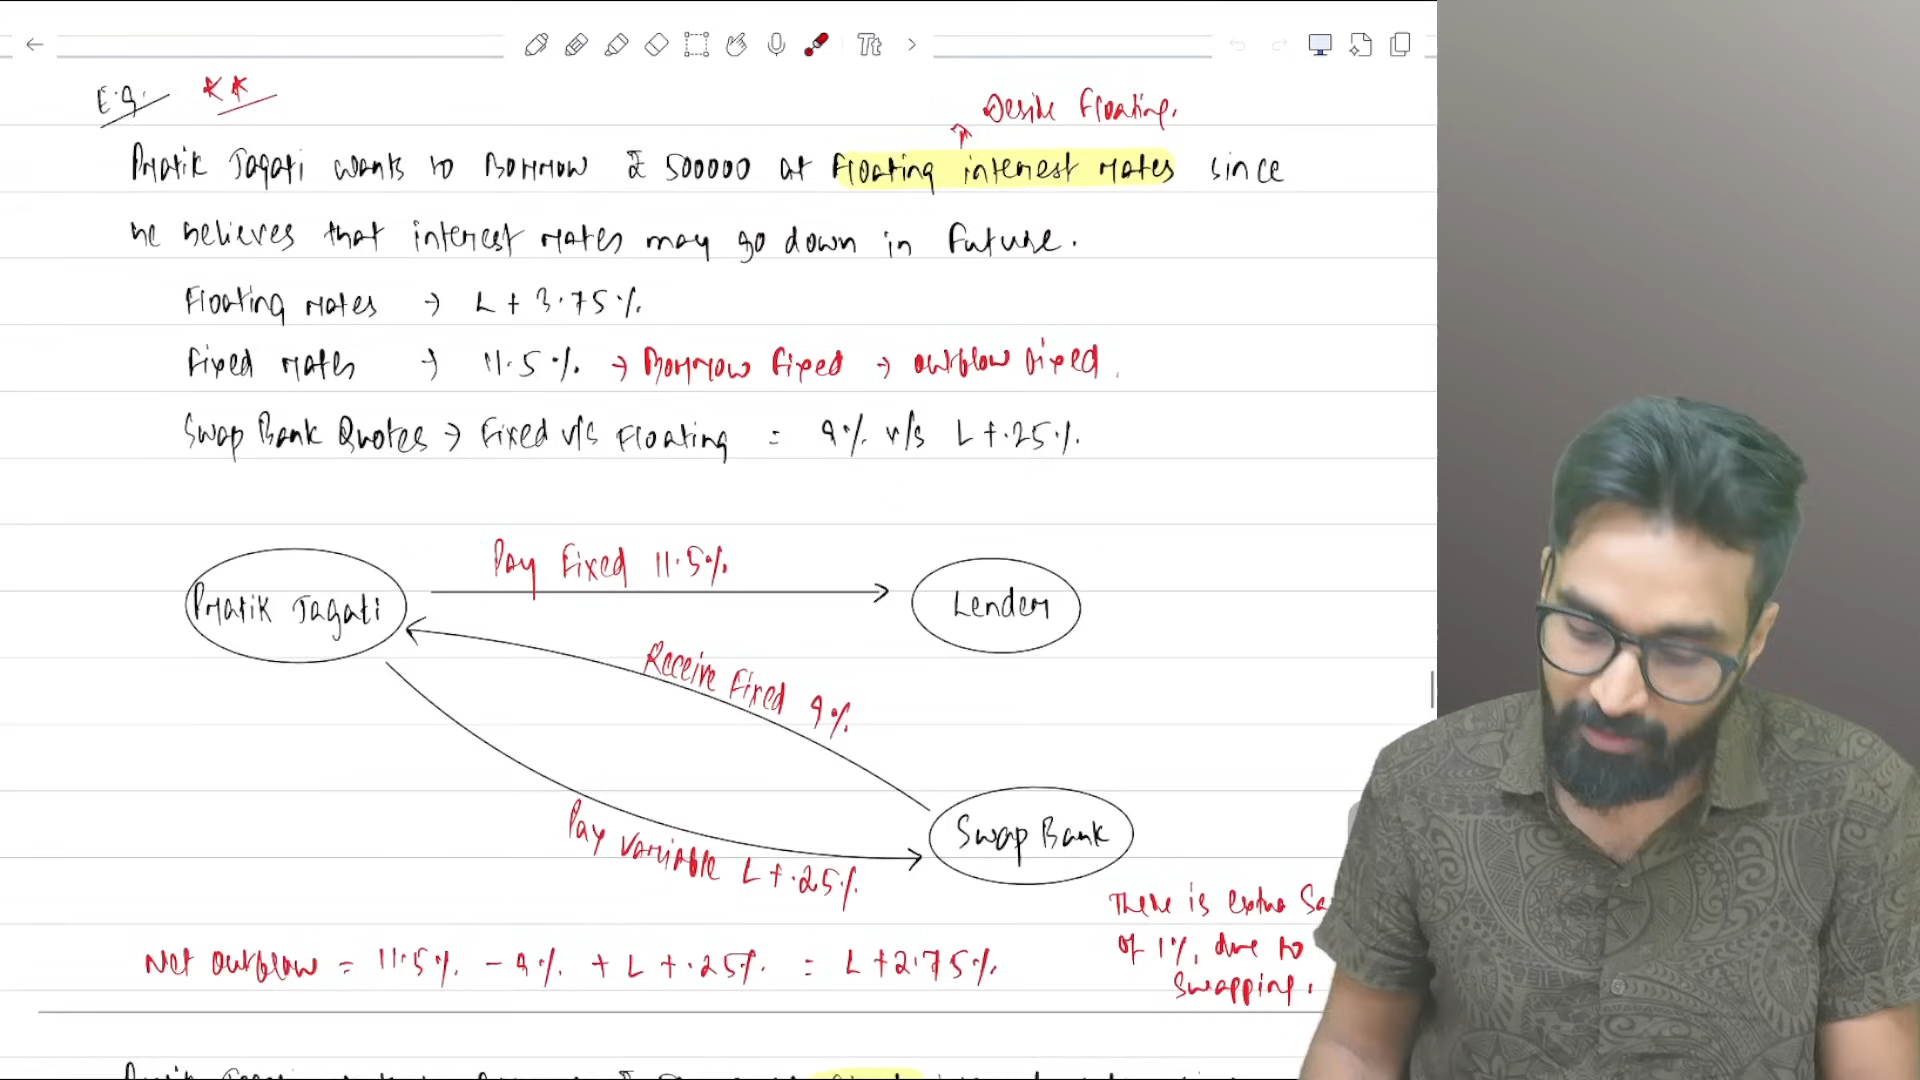 Tt
E.g. **
Desire Floating.
Pratik Jagati wants to Borrow ₹ 500000 at Floating interest rates since
he believes that interest rates may go down in future.
Floating rates → L + 3.75%
Fixed rates → 11.5% → Borrow fixed → outflow fixed.
Swap Bank Quotes → Fixed v/s Floating = 9% v/s L+.25%
Pay Fixed 11.5%
Pratik Jagati
Lender
Receive Fixed 9%
Swap Bank
Pay Variable L+.25%
There is extra
of 1%, due to
Swapping.
Net outflow = 11.5% - 9% + L+.25% = L+2.75%